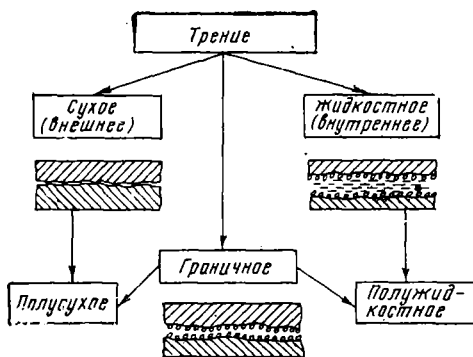 Трение
Сухое
(внешнее)
Жидкостное
(внутреннее)
Граничное
Полусухое
Полужид-
костное